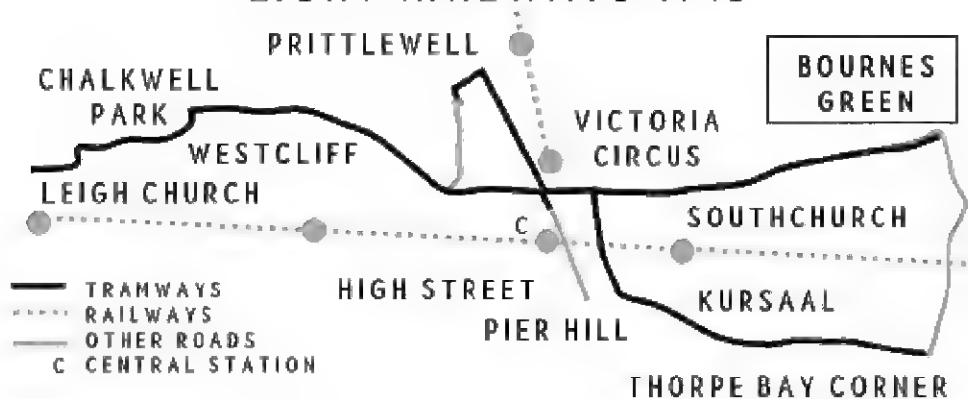 PRITTLEWELL
CHALKWELL
PARK
BOURNES
GREEN
VICTORIA
CIRCUS
WESTCLIFF
LEIGH CHURCH
SOUTHCHURCH
C
HIGH STREET
KURSAAL
PIER HILL
TRAMWAYS
RAILWAYS
OTHER ROADS
C CENTRAL STATION
THORPE BAY CORNER